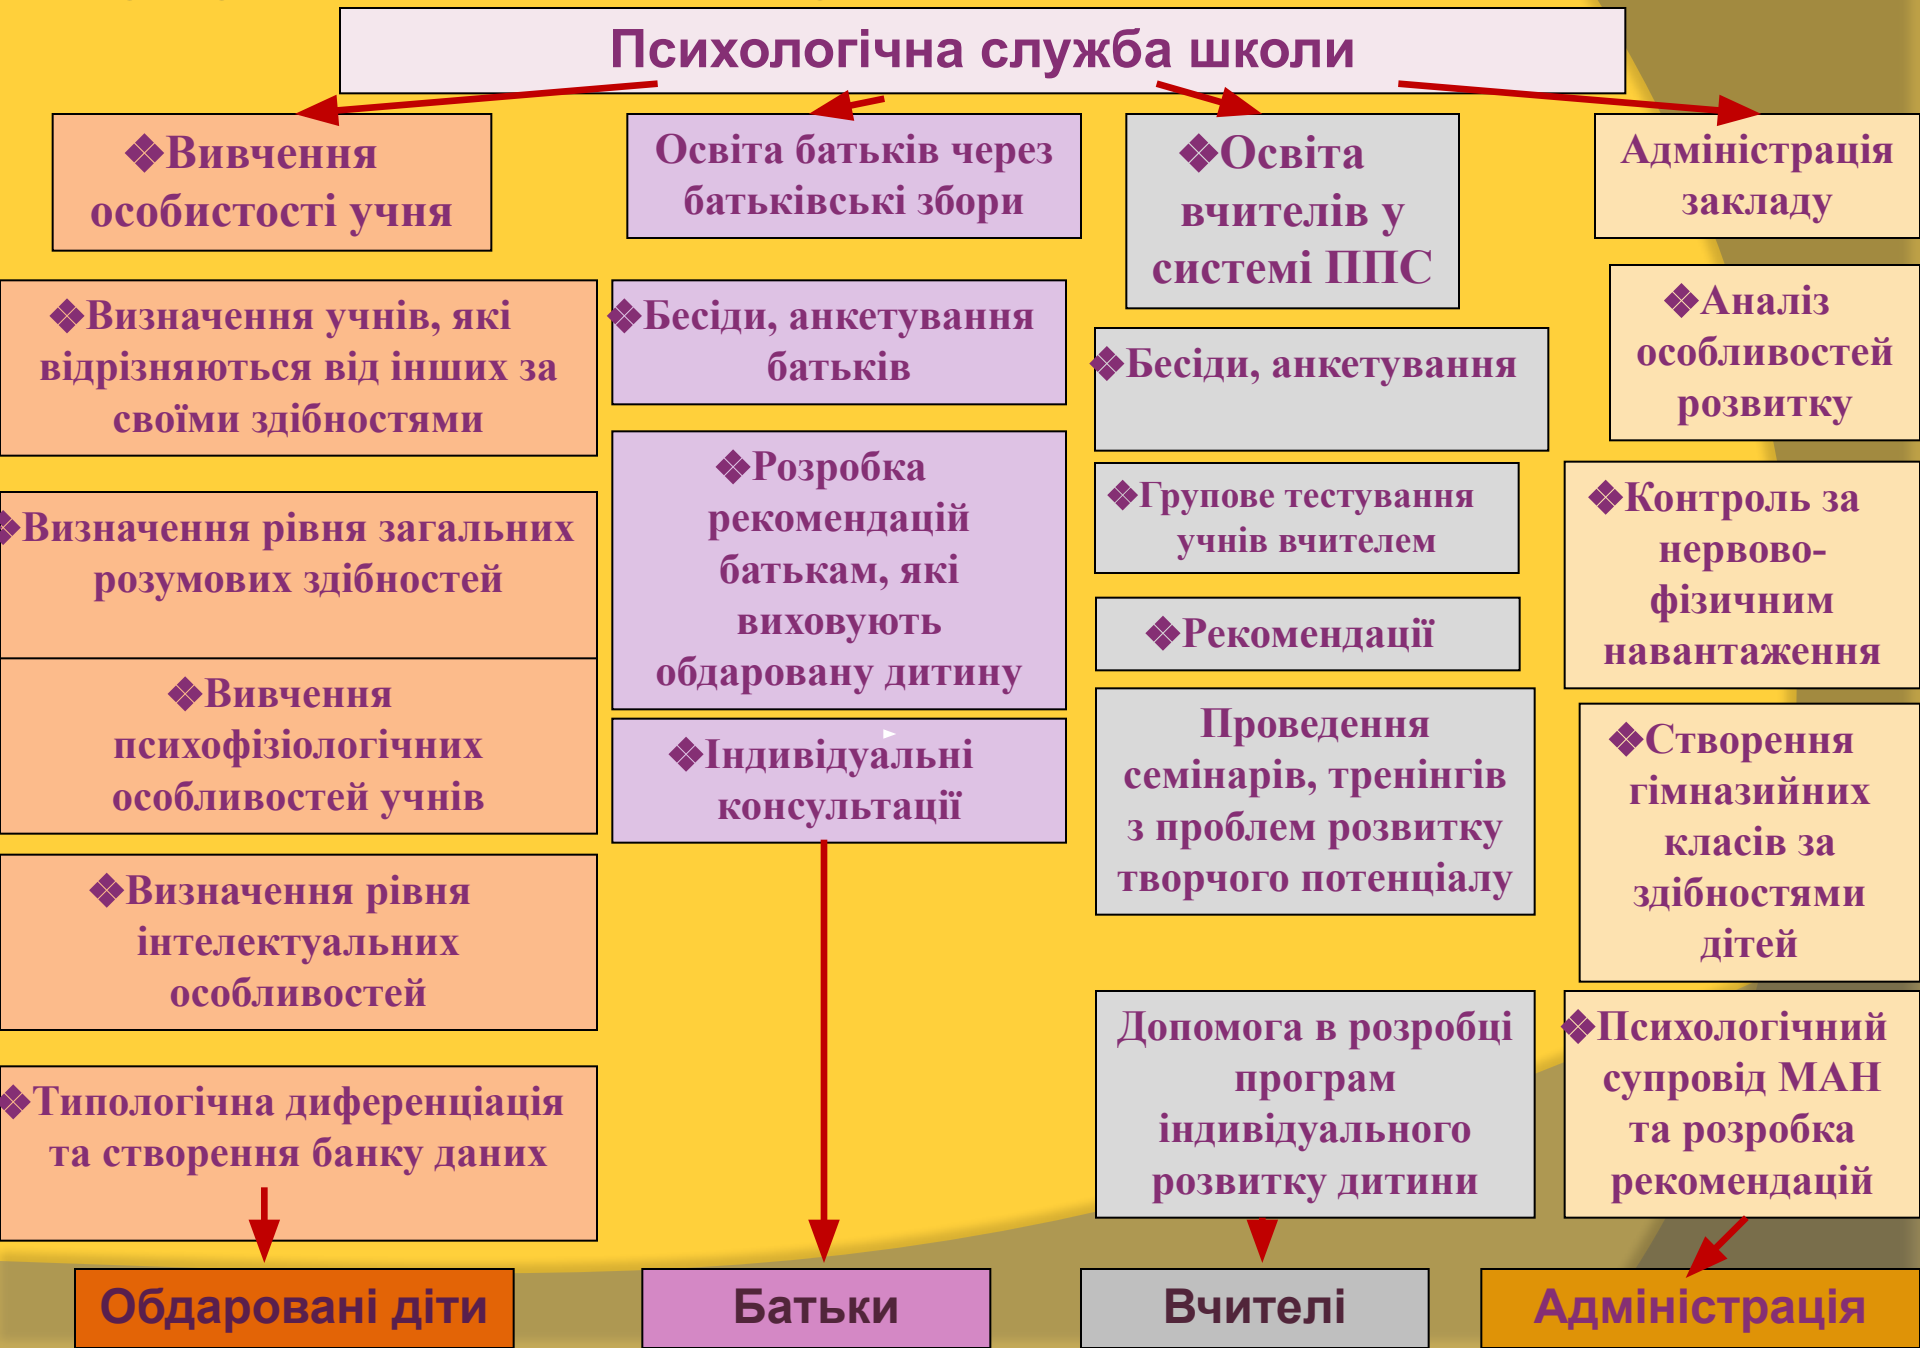 Психологічна служба школи
❖Вивчення
особистості учня
❖Визначення учнів, які
відрізняються від інших за
своїми здібностями
❖Визначення рівня загальних
розумових здібностей
❖Вивчення
психофізіологічних
особливостей учнів
❖Визначення рівня
інтелектуальних
особливостей
❖Типологічна диференціація
та створення банку даних
Обдаровані діти
Освіта батьків через
батьківські збори
❖Бесіди, анкетування
батьків
❖Розробка
рекомендацій
батькам, які
виховують
обдаровану дитину
❖Індивідуальні
консультації
Батьки
❖Освіта
вчителів у
системі ППС
❖Бесіди, анкетування
❖Групове тестування
учнів вчителем
❖Рекомендації
Проведення
семінарів, тренінгів
з проблем розвитку
творчого потенціалу
Допомога в розробці
програм
індивідуального
розвитку дитини
Вчителі
Адміністрація
закладу
❖Аналіз
особливостей
розвитку
❖Контроль за
нервово-
фізичним
навантаження
❖Створення
гімназийних
класів за
здібностями
дітей
❖Психологічний
супровід МАН
та розробка
рекомендацій
Адміністрація